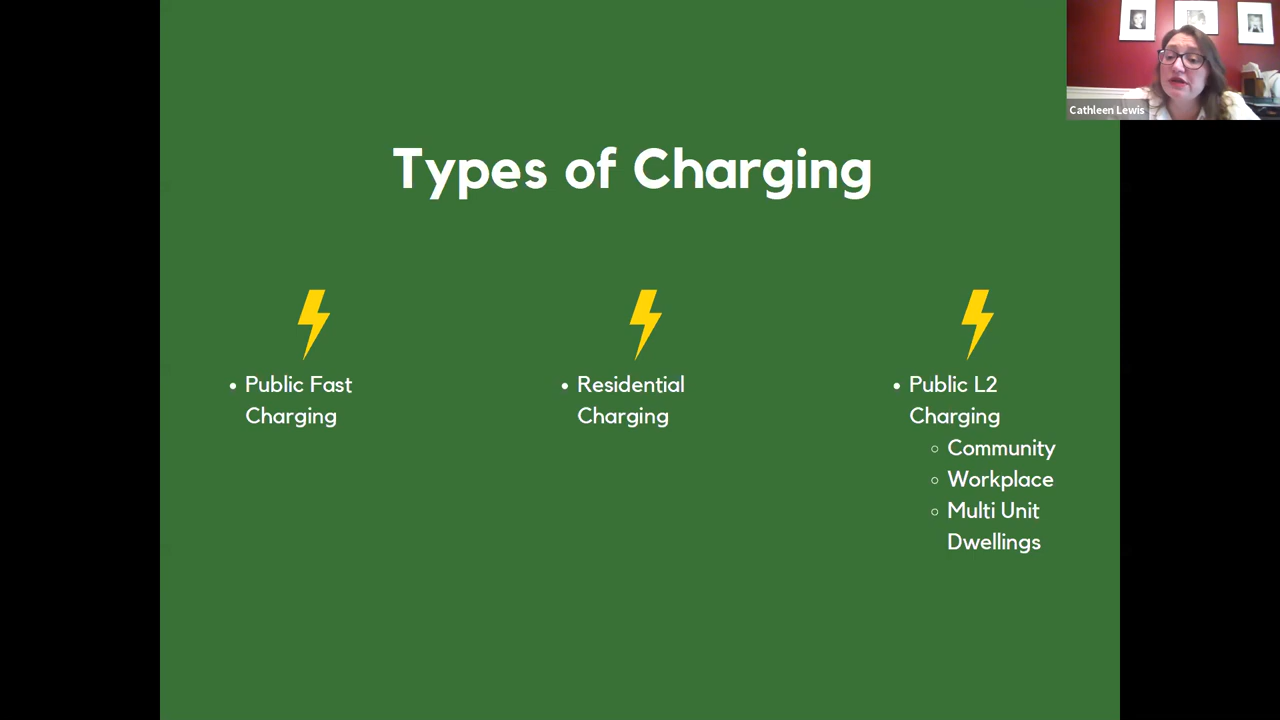 Cathleen Lewis
Types of Charging
• Public Fast
Charging
• Residential
Charging
• Public L2
Charging
◦ Community
◦ Workplace
◦ Multi Unit
Dwellings